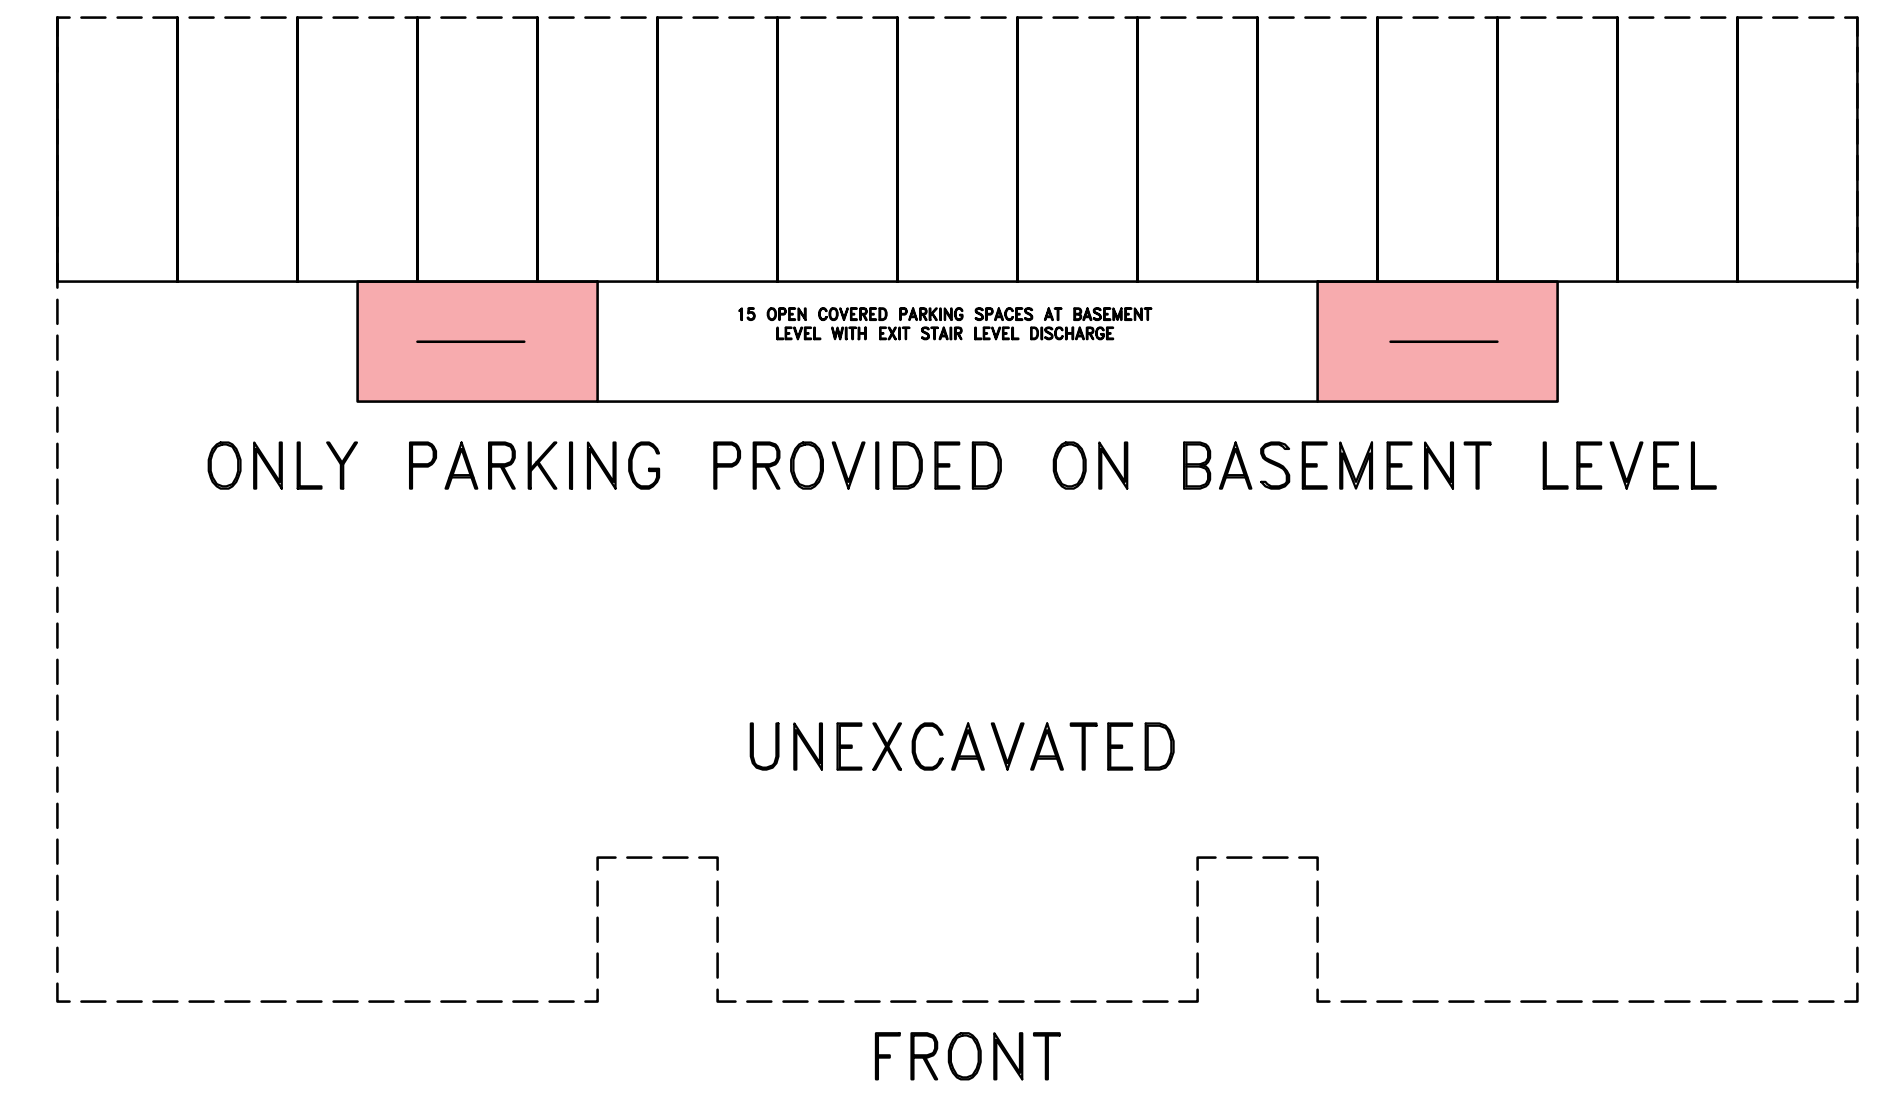 15 OPEN COVERED PARKING SPACES AT BASEMENT
LEVEL WITH EXIT STAIR LEVEL DISCHARGE
ONLY PARKING PROVIDED ON BASEMENT LEVEL
UNEXCAVATED
FRONT